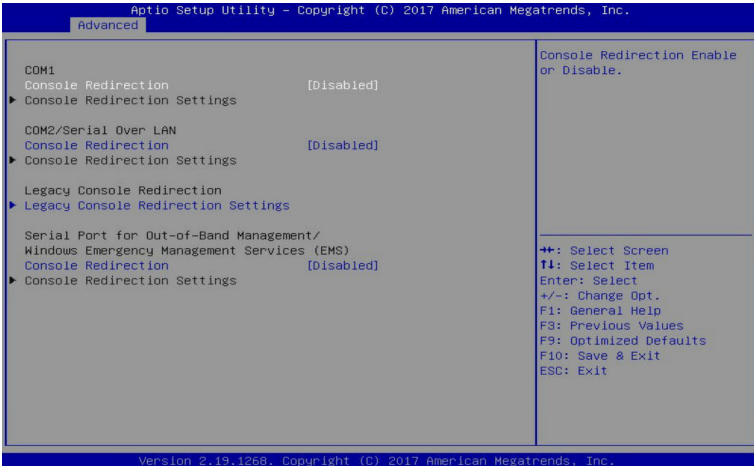 Aptio Setup Utility – Copyright (C) 2017 American Megatrends, Inc.
Advanced
COM1
Console Redirection [Disabled]
▶ Console Redirection Settings
COM2/Serial Over LAN
Console Redirection [Disabled]
▶ Console Redirection Settings
Legacy Console Redirection
▶ Legacy Console Redirection Settings
Serial Port for Out-of-Band Management/
Windows Emergency Management Services (EMS)
Console Redirection [Disabled]
▶ Console Redirection Settings
Console Redirection Enable
or Disable.
→←: Select Screen
↑↓: Select Item
Enter: Select
+/-: Change Opt.
F1: General Help
F3: Previous Values
F9: Optimized Defaults
F10: Save & Exit
ESC: Exit
Version 2.19.1268. Copyright (C) 2017 American Megatrends, Inc.